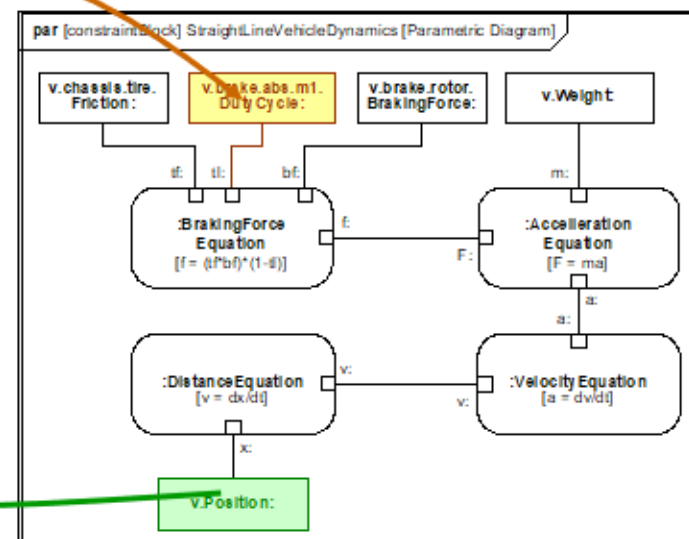 par [constraintBlock] StraightLineVehicleDynamics [Parametric Diagram]
v.chassis.tire.
Friction:
v.brake.abs.m1.
DutyCycle:
v.brake.rotor.
BrakingForce:
v.Weight:
tf:
tl:
bf:
m:
:BrakingForce
Equation
[f = (tf*bf)*(1-tl)]
f:
F:
:Accelleration
Equation
[F = ma]
a:
a:
:DistanceEquation
[v = dx/dt]
v:
v:
:VelocityEquation
[a = dv/dt]
x:
v.Position: